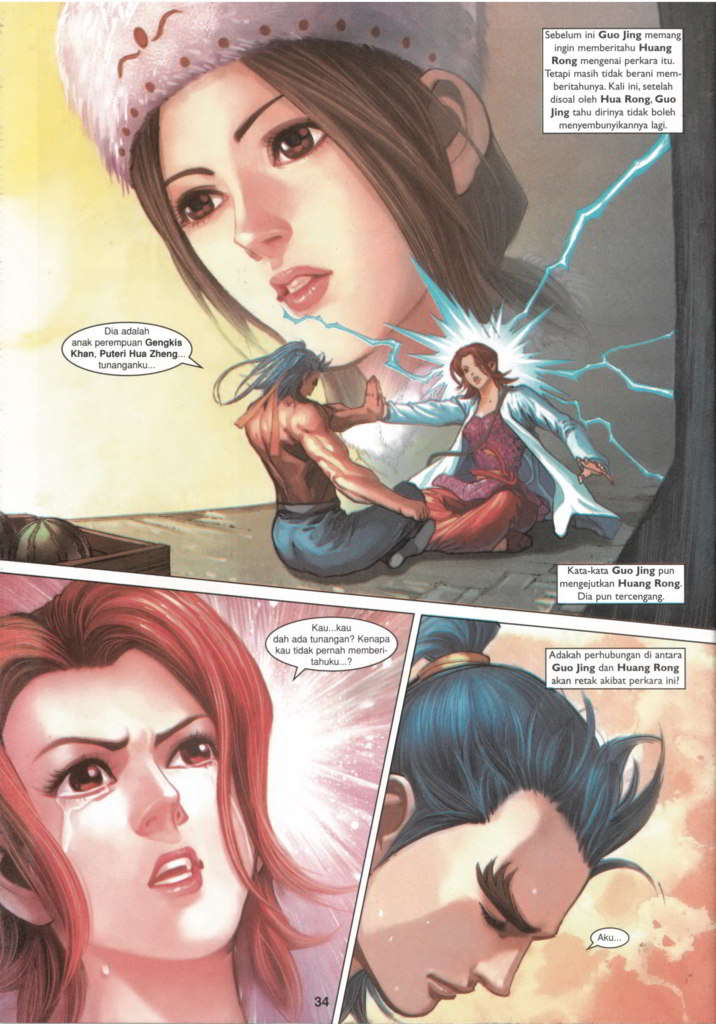 Sebelum ini Guo Jing memang
ingin memberitahu Huang
Rong mengenai perkara itu.
Tetapi masih tidak berani mem-
beritahunya. Kali ini, setelah
disoal oleh Hua Rong, Guo
Jing tahu dirinya tidak boleh
menyembunyikannya lagi.
Dia adalah
anak perempuan Gengkis
Khan, Puteri Hua Zheng...
tunanganku...
Kata-kata Guo Jing pun
mengejutkan Huang Rong.
Dia pun tercengang.
Kau...kau
dah ada tunangan? Kenapa
kau tidak pernah memberi-
tahuku...?
Adakah perhubungan di antara
Guo Jing dan Huang Rong
akan retak akibat perkara ini?
Aku...
34